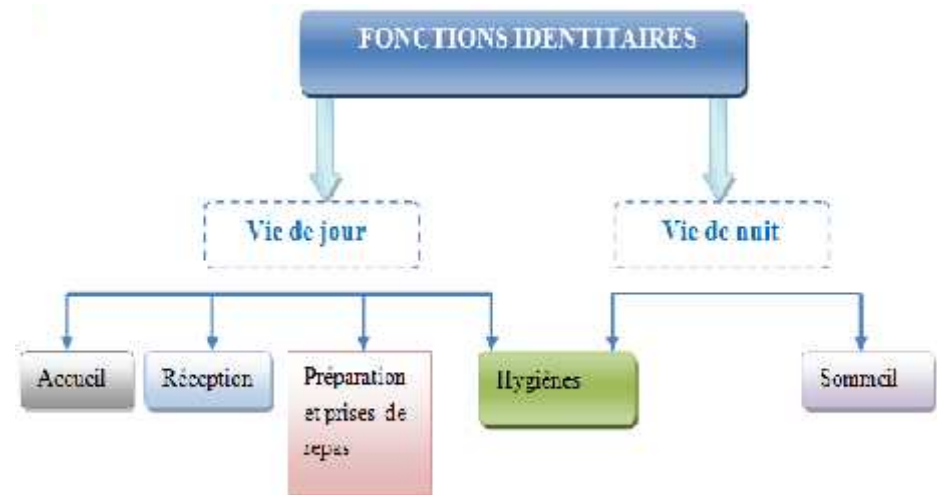 FONCTIONS IDENTITAIRES
Vie de jour
Vie de nuit
Accueil
Réception
Préparation
et prises de
repas
Hygiènes
Sommeil